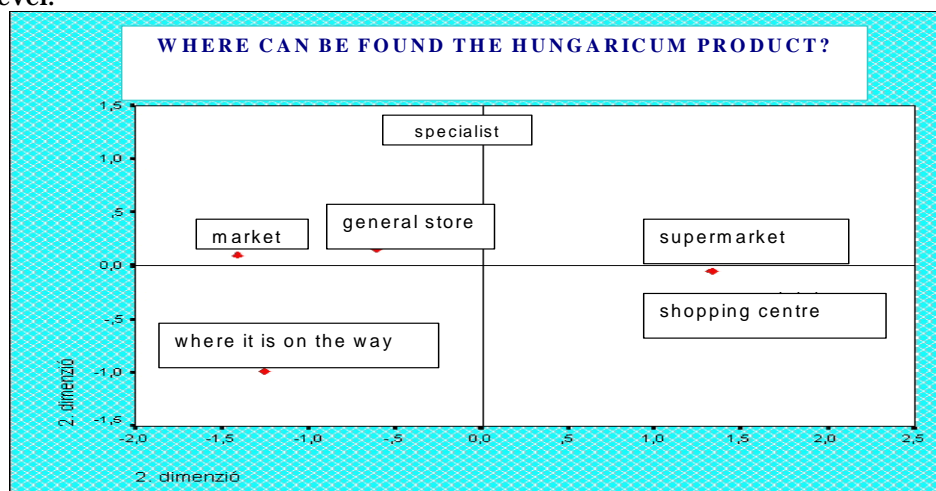 evel.
WHERE CAN BE FOUND THE HUNGARICUM PRODUCT?
1,5
specialist
1,0
,5
general store
market
supermarket
0,0
shopping centre
-,5
where it is on the way
-1,0
2. dimenzió
-1,5
-2,0 -1,5 -1,0 -,5 0,0 ,5 1,0 1,5 2,0 2,5
2. dimenzió